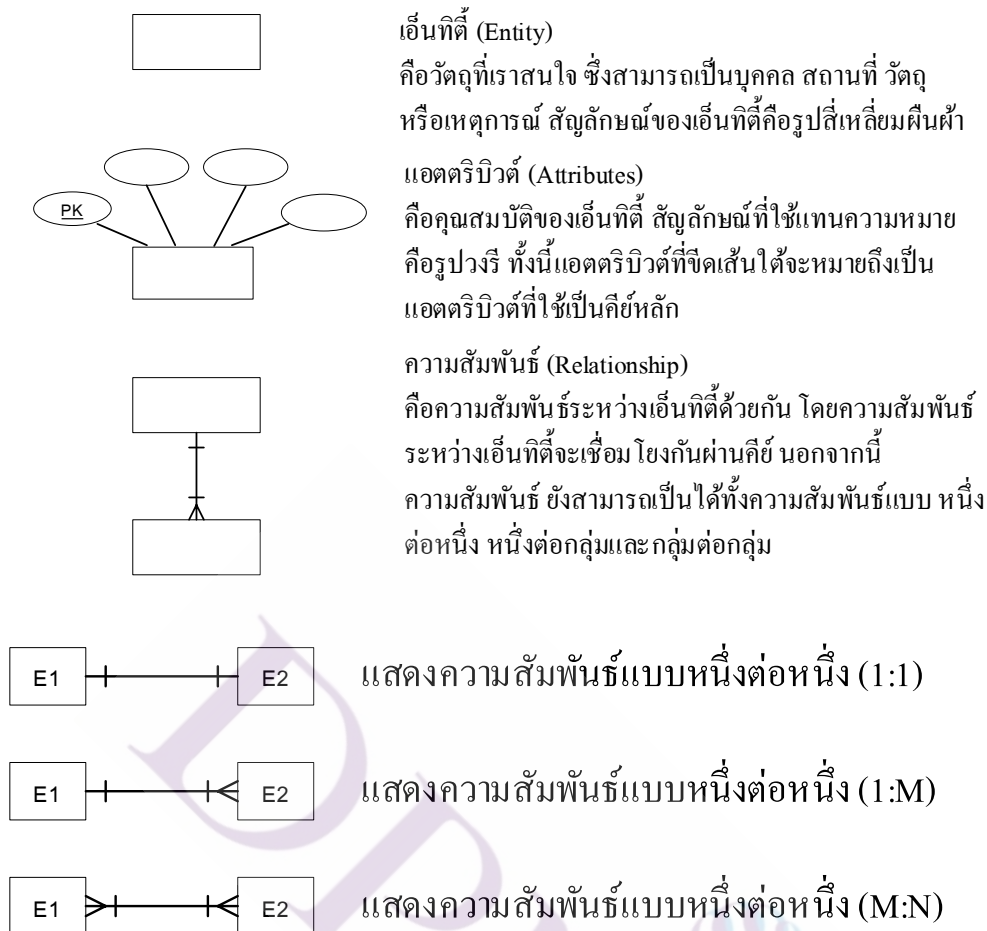 เอ็นทิตี้ (Entity)
คือวัตถุที่เราสนใจ ซึ่งสามารถเป็นบุคคล สถานที่ วัตถุ
หรือเหตุการณ์ สัญลักษณ์ของเอ็นทิตี้คือรูปสี่เหลี่ยมผืนผ้า
แอตตริบิวต์ (Attributes)
PK
คือคุณสมบัติของเอ็นทิตี้ สัญลักษณ์ที่ใช้แทนความหมาย
คือรูปวงรี ทั้งนี้แอตตริบิวต์ที่ขีดเส้นใต้จะหมายถึงเป็น
แอตตริบิวต์ที่ใช้เป็นคีย์หลัก
ความสัมพันธ์ (Relationship)
คือความสัมพันธ์ระหว่างเอ็นทิตี้ด้วยกัน โดยความสัมพันธ์
ระหว่างเอ็นทิตี้จะเชื่อมโยงกันผ่านคีย์ นอกจากนี้
ความสัมพันธ์ ยังสามารถเป็นได้ทั้งความสัมพันธ์แบบ หนึ่ง
ต่อหนึ่ง หนึ่งต่อกลุ่มและกลุ่มต่อกลุ่ม
E1 E2 แสดงความสัมพันธ์แบบหนึ่งต่อหนึ่ง (1:1)
E1 E2 แสดงความสัมพันธ์แบบหนึ่งต่อหนึ่ง (1:M)
E1 E2 แสดงความสัมพันธ์แบบหนึ่งต่อหนึ่ง (M:N)